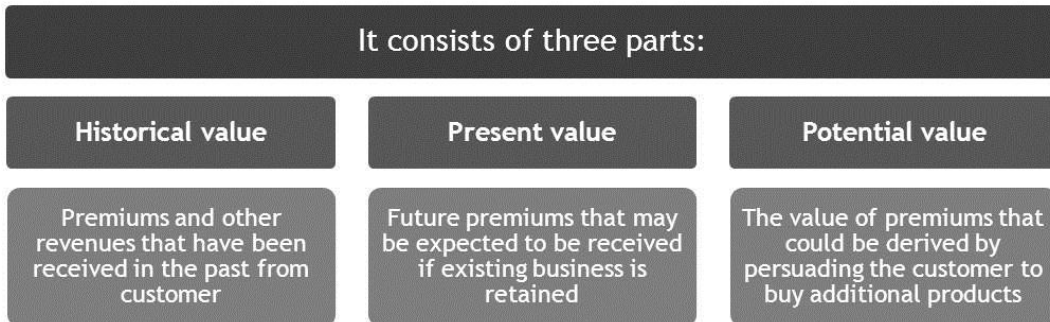 It consists of three parts:
Historical value
Present value
Potential value
Premiums and other
revenues that have been
received in the past from
customer
Future premiums that may
be expected to be received
if existing business is
retained
The value of premiums that
could be derived by
persuading the customer to
buy additional products